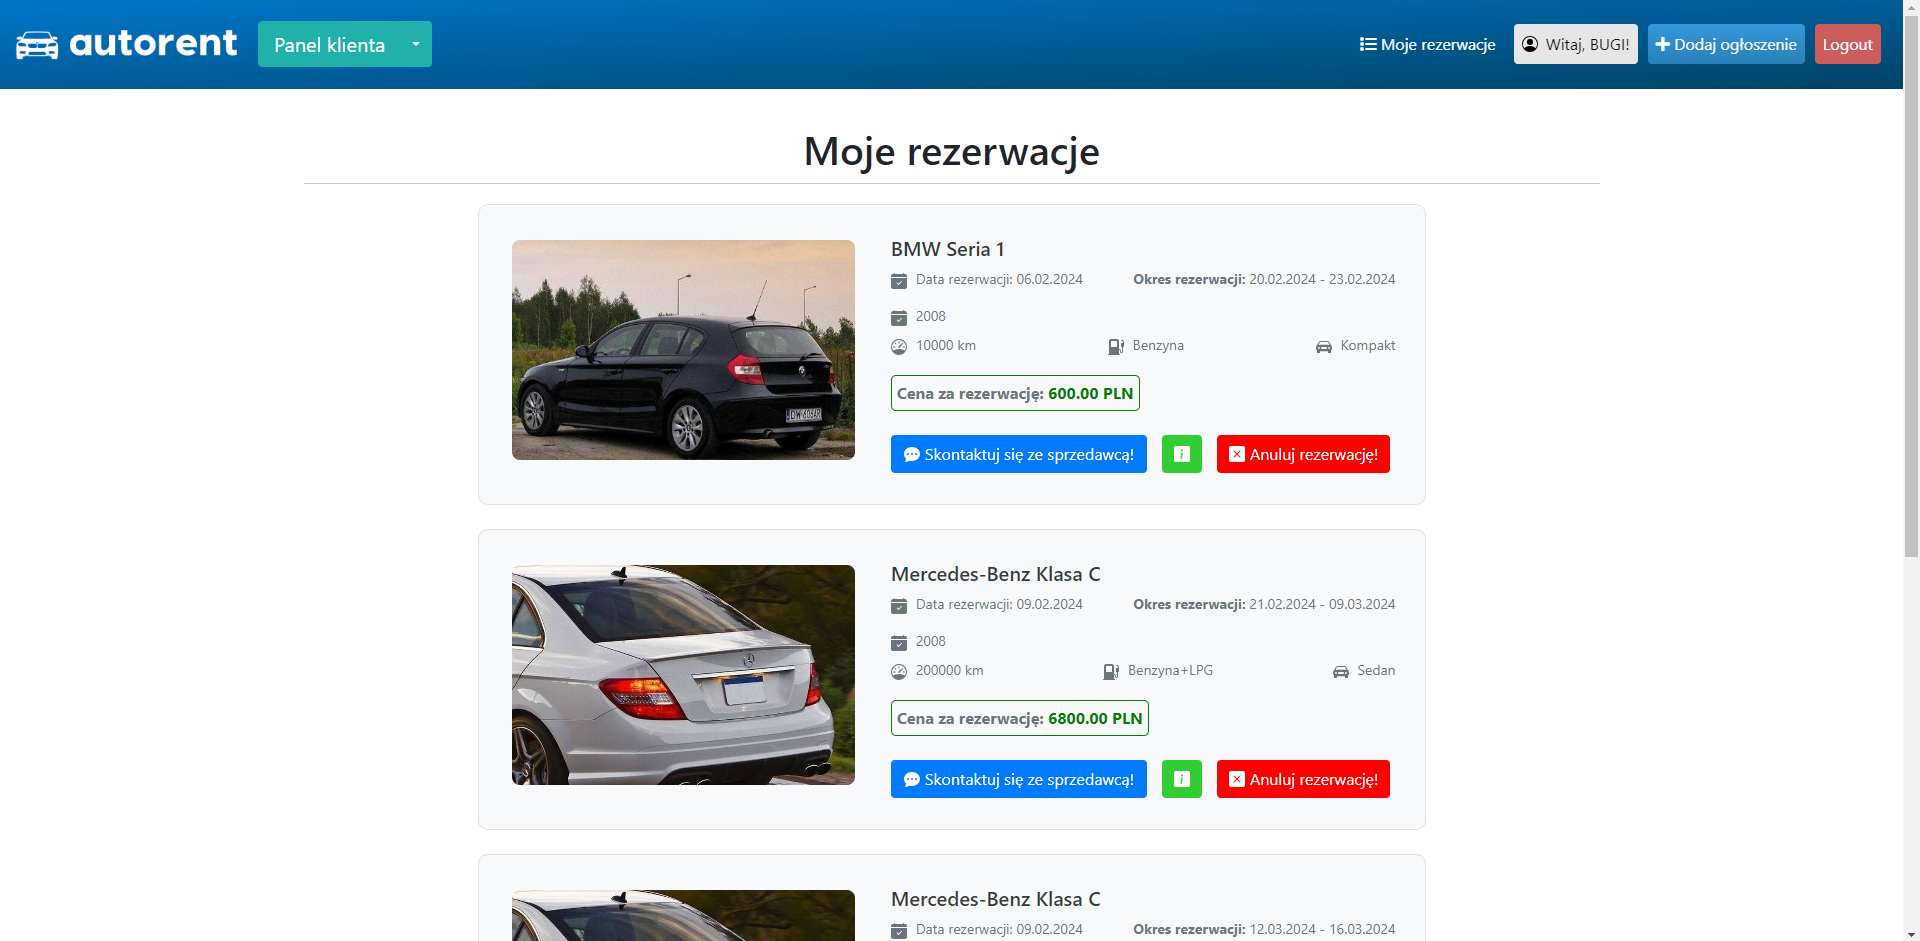 autorent Panel klienta Moje rezerwacje Witaj, BUGI! Dodaj ogłoszenie Logout
Moje rezerwacje
BMW Seria 1
Data rezerwacji: 06.02.2024 Okres rezerwacji: 20.02.2024 - 23.02.2024
2008
10000 km Benzyna Kompakt
Cena za rezerwację: 600.00 PLN
Skontaktuj się ze sprzedawcą! i Anuluj rezerwację!
Mercedes-Benz Klasa C
Data rezerwacji: 09.02.2024 Okres rezerwacji: 21.02.2024 - 09.03.2024
2008
200000 km Benzyna+LPG Sedan
Cena za rezerwację: 6800.00 PLN
Skontaktuj się ze sprzedawcą! i Anuluj rezerwację!
Mercedes-Benz Klasa C
Data rezerwacji: 09.02.2024 Okres rezerwacji: 12.03.2024 - 16.03.2024